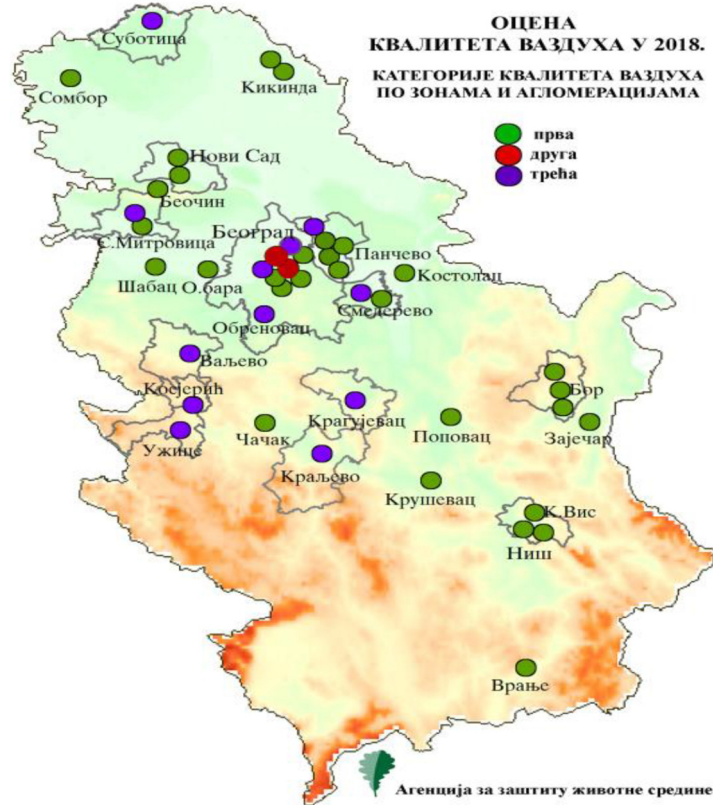 ОЦЕНА
КВАЛИТЕТА ВАЗДУХА У 2018.
КАТЕГОРИЈЕ КВАЛИТЕТА ВАЗДУХА
ПО ЗОНАМА И АГЛОМЕРАЦИЈАМА
прва
друга
трећа
Суботица
Сомбор
Кикинда
Нови Сад
Беочин
С.Митровица
Београд
Панчево
Шабац
О.бара
Костолац
Смедерево
Обреновац
Ваљево
Косјерић
Бор
Крагујевац
Чачак
Поповац
Зајечар
Ужице
Краљево
Крушевац
К.Вис
Ниш
Врање
Агенција за заштиту животне средине